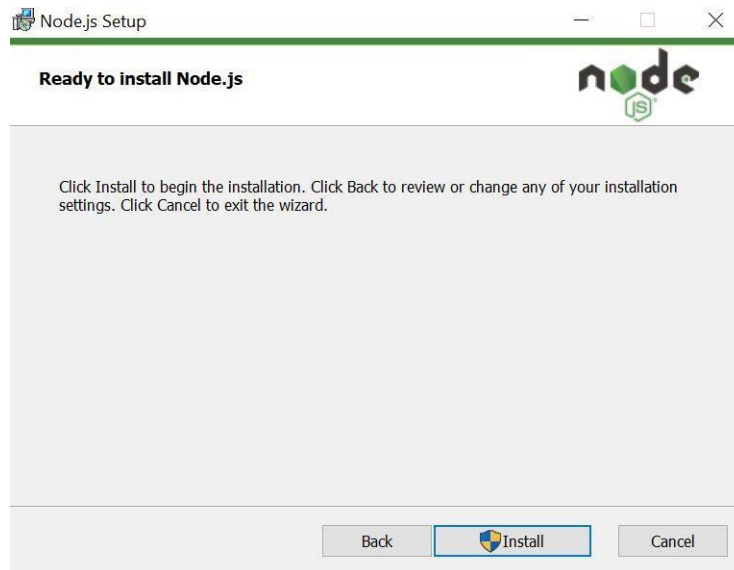 Node.js Setup
Ready to install Node.js
node
JS
Click Install to begin the installation. Click Back to review or change any of your installation
settings. Click Cancel to exit the wizard.
Back
Install
Cancel